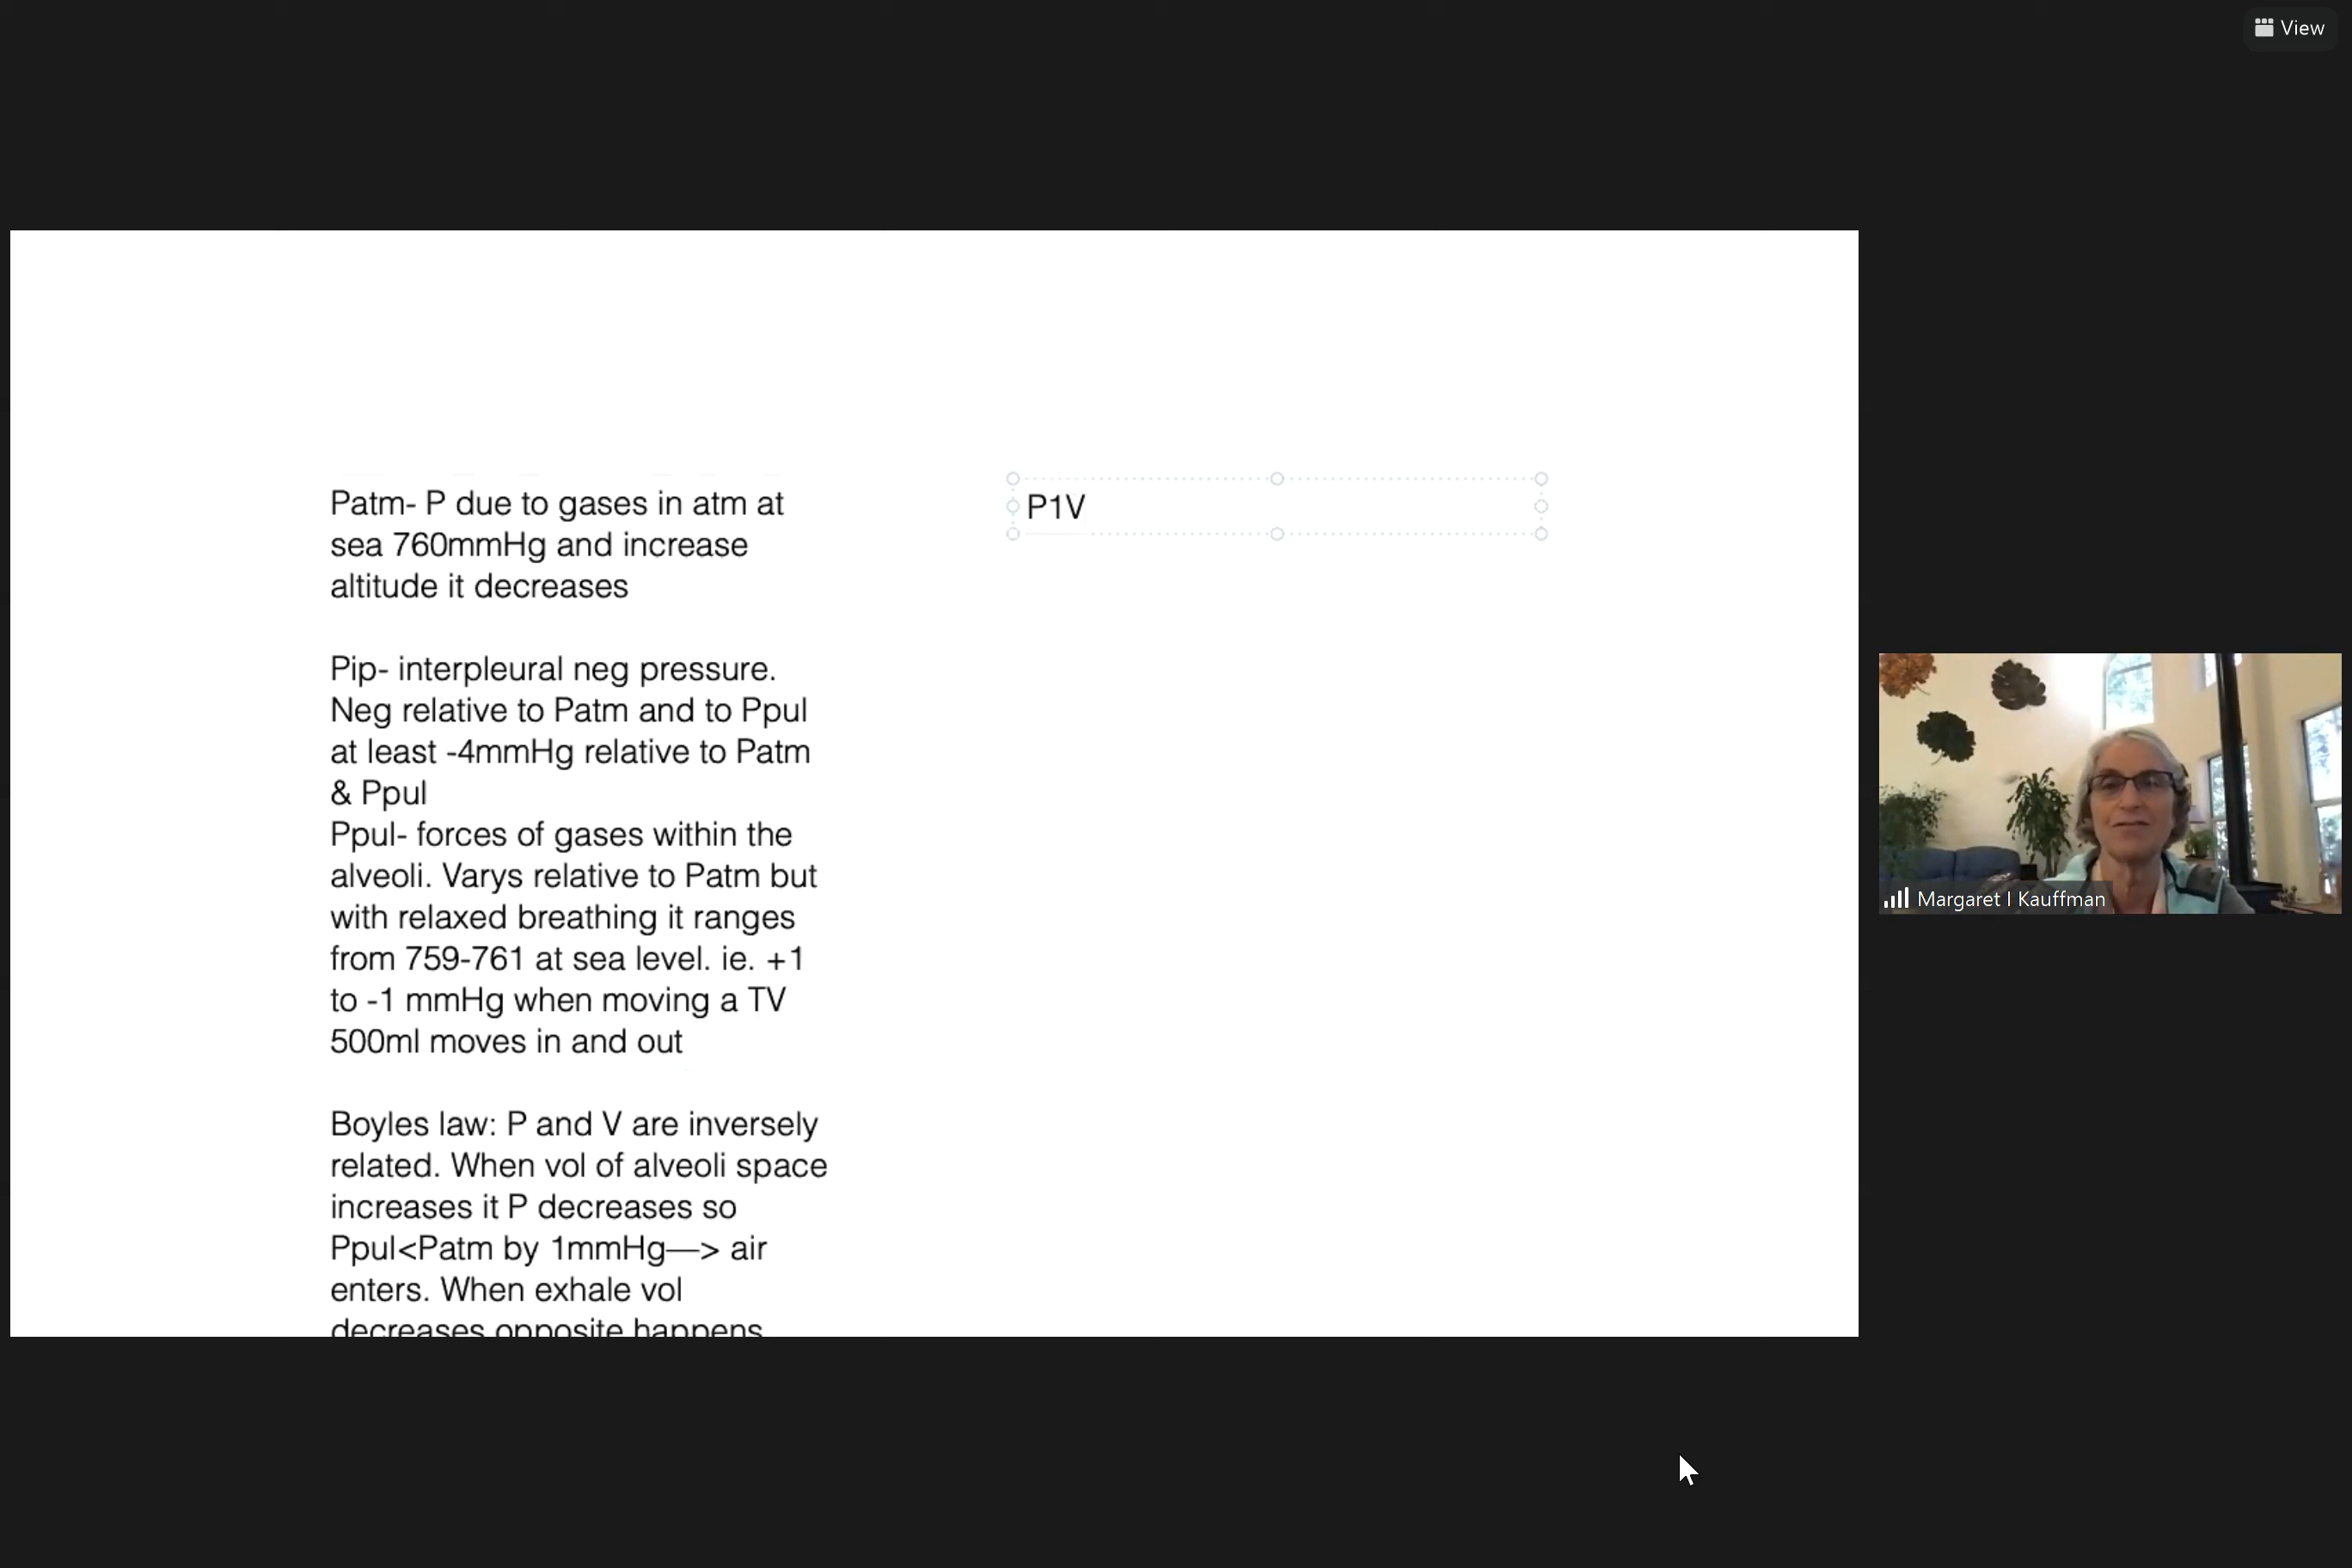 View
Patm- P due to gases in atm at
sea 760mmHg and increase
altitude it decreases
Pip- interpleural neg pressure.
Neg relative to Patm and to Ppul
at least -4mmHg relative to Patm
& Ppul
Ppul- forces of gases within the
alveoli. Varys relative to Patm but
with relaxed breathing it ranges
from 759-761 at sea level. ie. +1
to -1 mmHg when moving a TV
500ml moves in and out
Boyles law: P and V are inversely
related. When vol of alveoli space
increases it P decreases so
Ppul<Patm by 1mmHg—> air
enters. When exhale vol
decreases opposite happens
P1V
Margaret I Kauffman